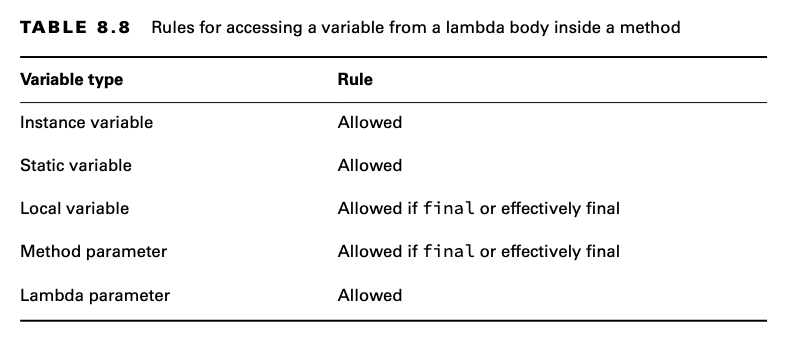 TABLE 8.8 Rules for accessing a variable from a lambda body inside a method
Variable type Rule
Instance variable Allowed
Static variable Allowed
Local variable Allowed if final or effectively final
Method parameter Allowed if final or effectively final
Lambda parameter Allowed